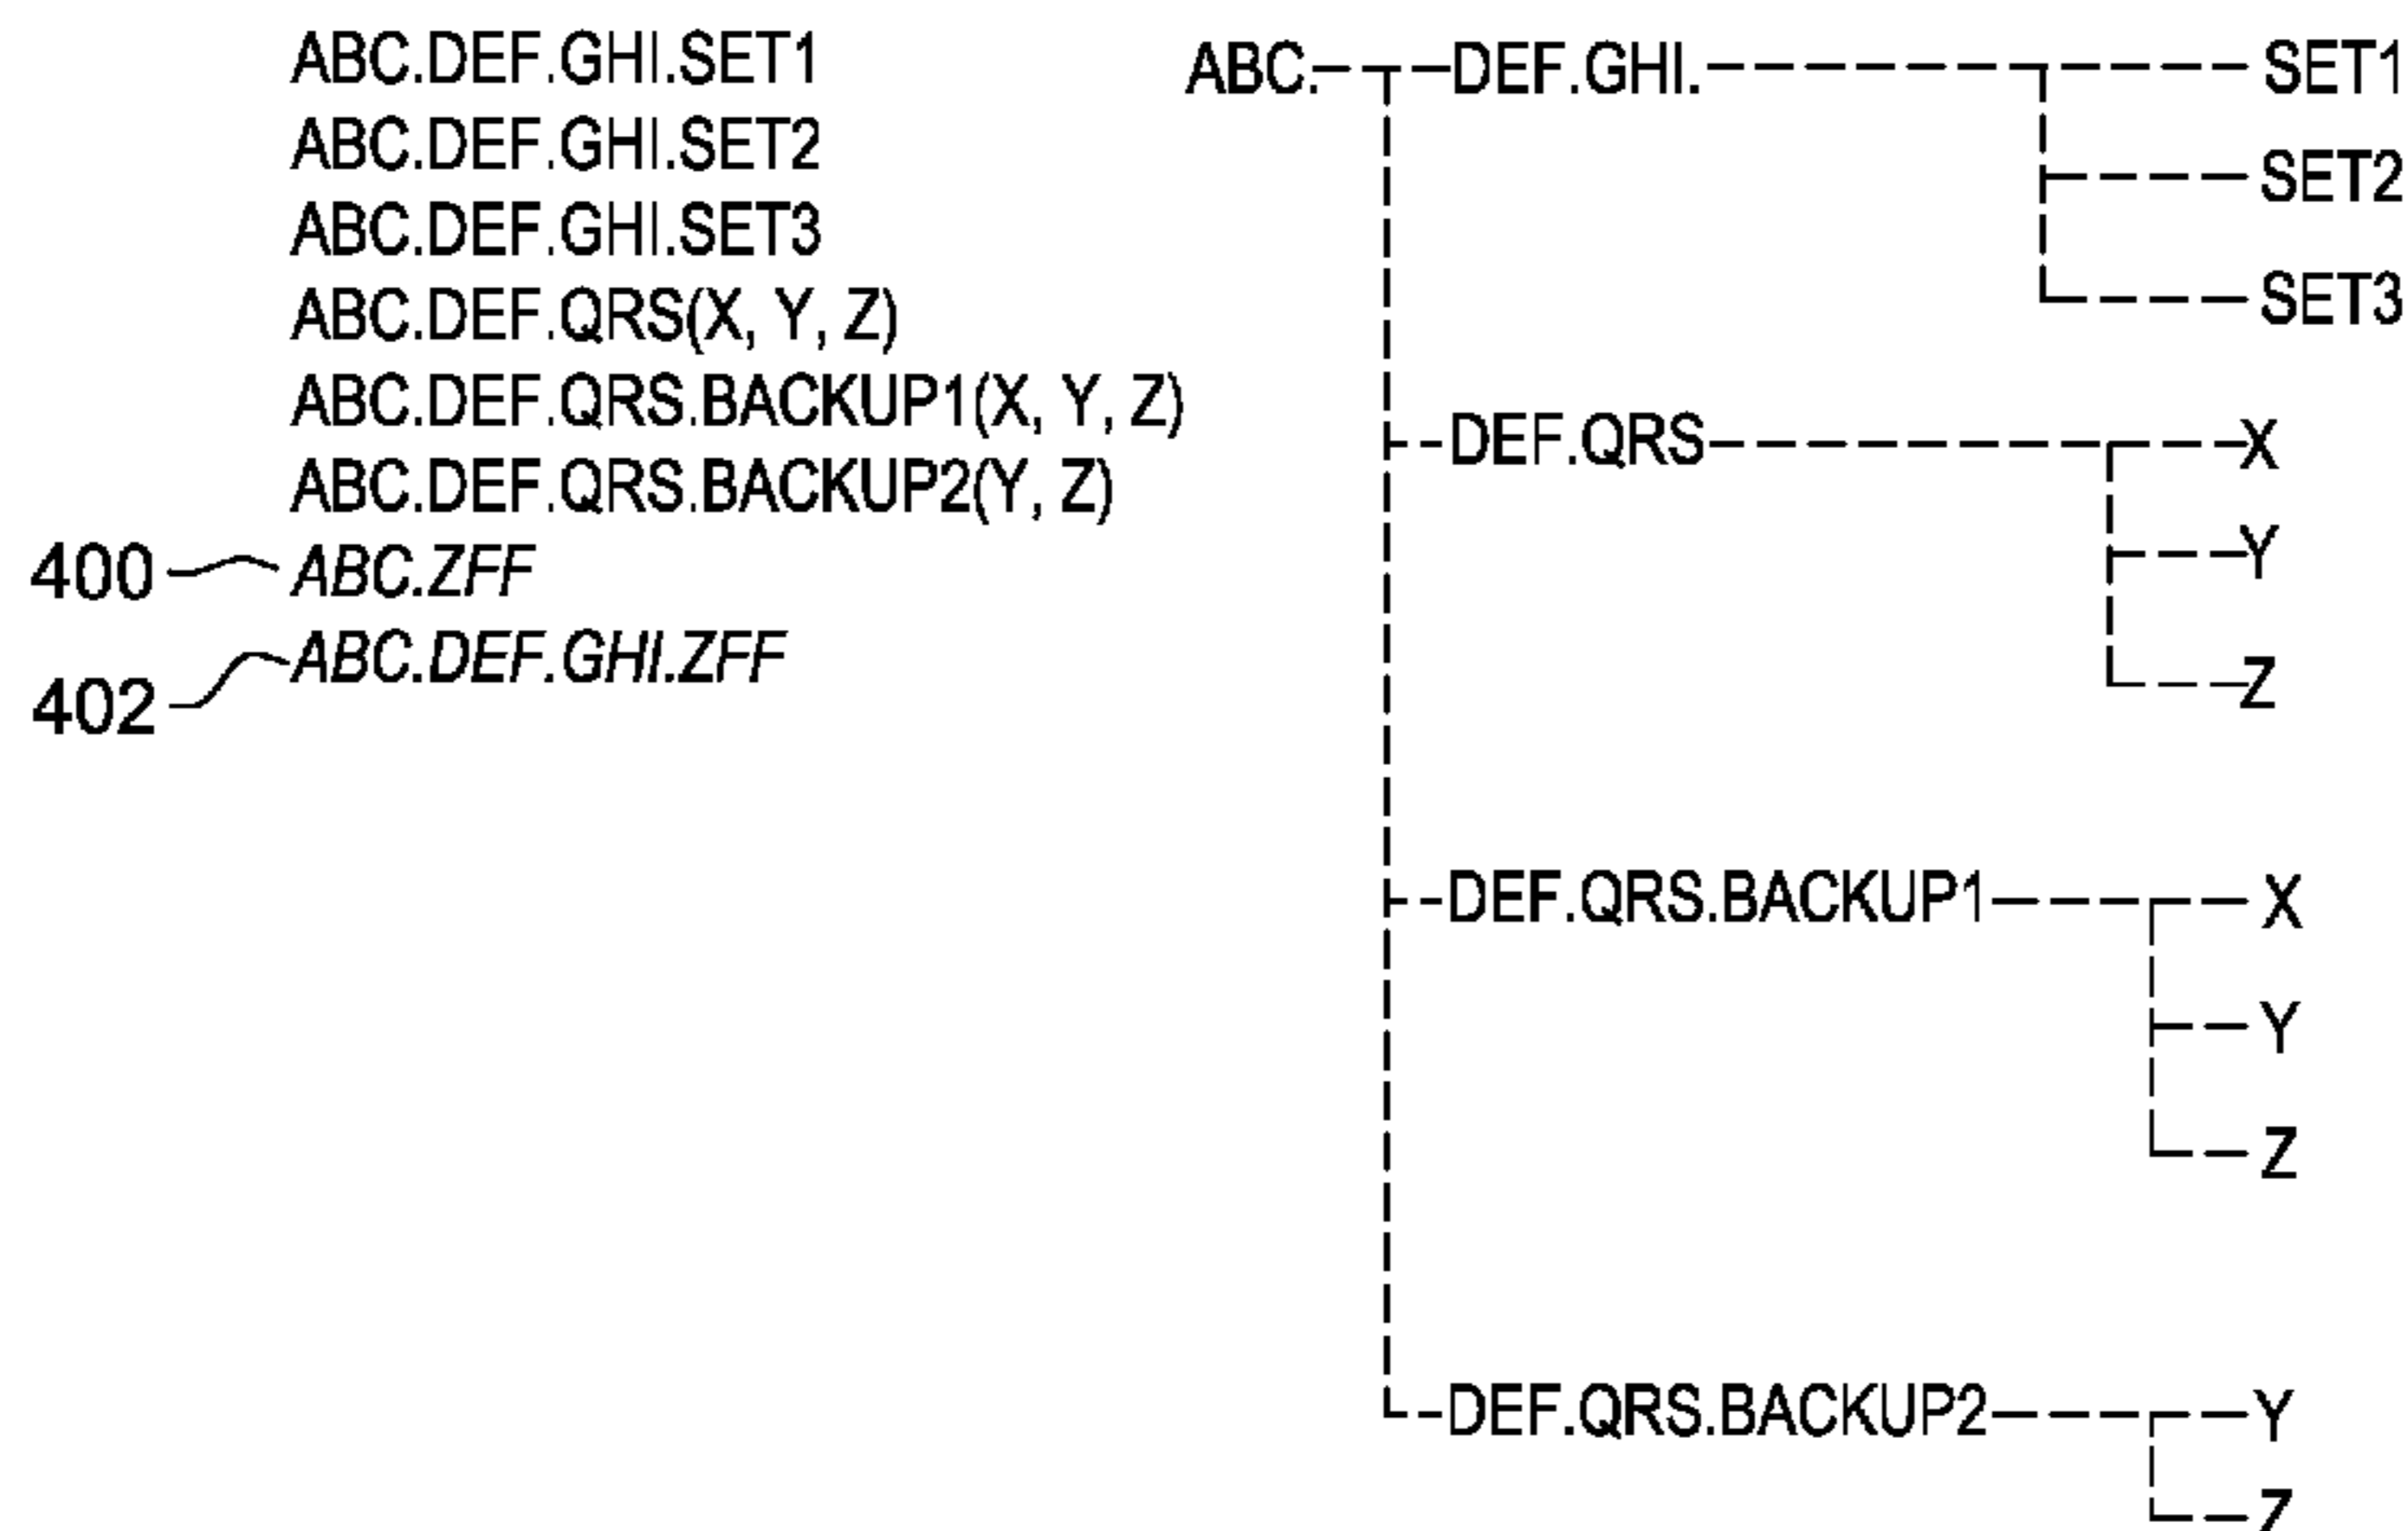 ABC.DEF.GHI.SET1
ABC.DEF.GHI.SET2
ABC.DEF.GHI.SET3
ABC.DEF.QRS(X, Y, Z)
ABC.DEF.QRS.BACKUP1(X, Y, Z)
ABC.DEF.QRS.BACKUP2(Y, Z)
400 ABC.ZFF
402 ABC.DEF.GHI.ZFF
ABC. DEF.GHI. SET1
SET2
SET3
DEF.QRS X
Y
Z
DEF.QRS.BACKUP1 X
Y
Z
DEF.QRS.BACKUP2 Y
Z